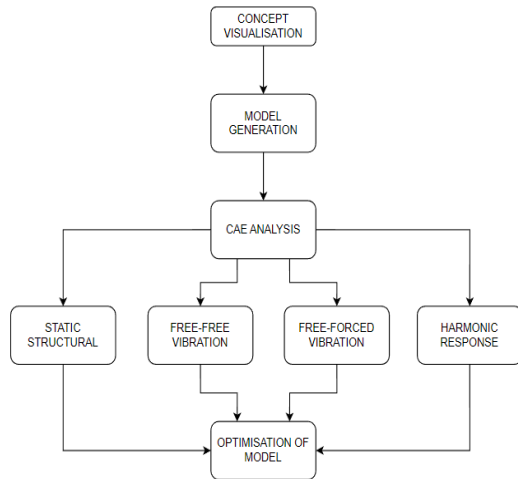 CONCEPT
VISUALISATION
MODEL
GENERATION
CAE ANALYSIS
STATIC
STRUCTURAL
FREE-FREE
VIBRATION
FREE-FORCED
VIBRATION
HARMONIC
RESPONSE
OPTIMISATION OF
MODEL